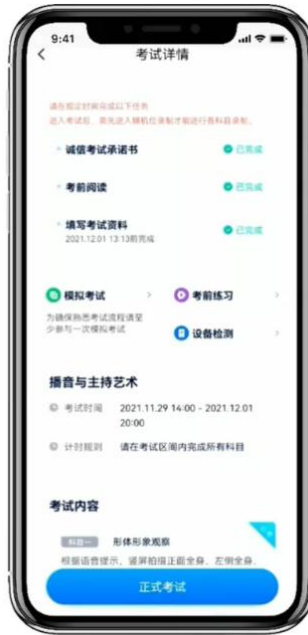 9:41
考试详情
请在规定时间完成以下任务
进入考试后，首先进入辅机位录制才能进行各科目录制。
诚信考试承诺书
已完成
考前阅读
已完成
填写考试资料
已完成
2021.12.01 13:13前完成
模拟考试
考前练习
为确保熟悉考试流程请至
少参与一次模拟考试
设备检测
播音与主持艺术
考试时间 2021.11.29 14:00 - 2021.12.01
20:00
计时规则 请在考试区间内完成所有科目
考试内容
科目一 形体形象观察
根据语音提示，竖屏拍摄正面全身、左侧全身、
正式考试